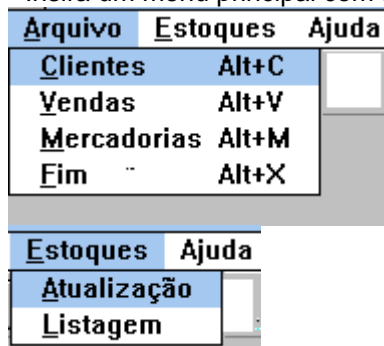 Insira um menu principal com
Arquivo Estoques Ajuda
Clientes Alt+C
Vendas Alt+V
Mercadorias Alt+M
Fim Alt+X
Estoques Ajuda
Atualização
Listagem